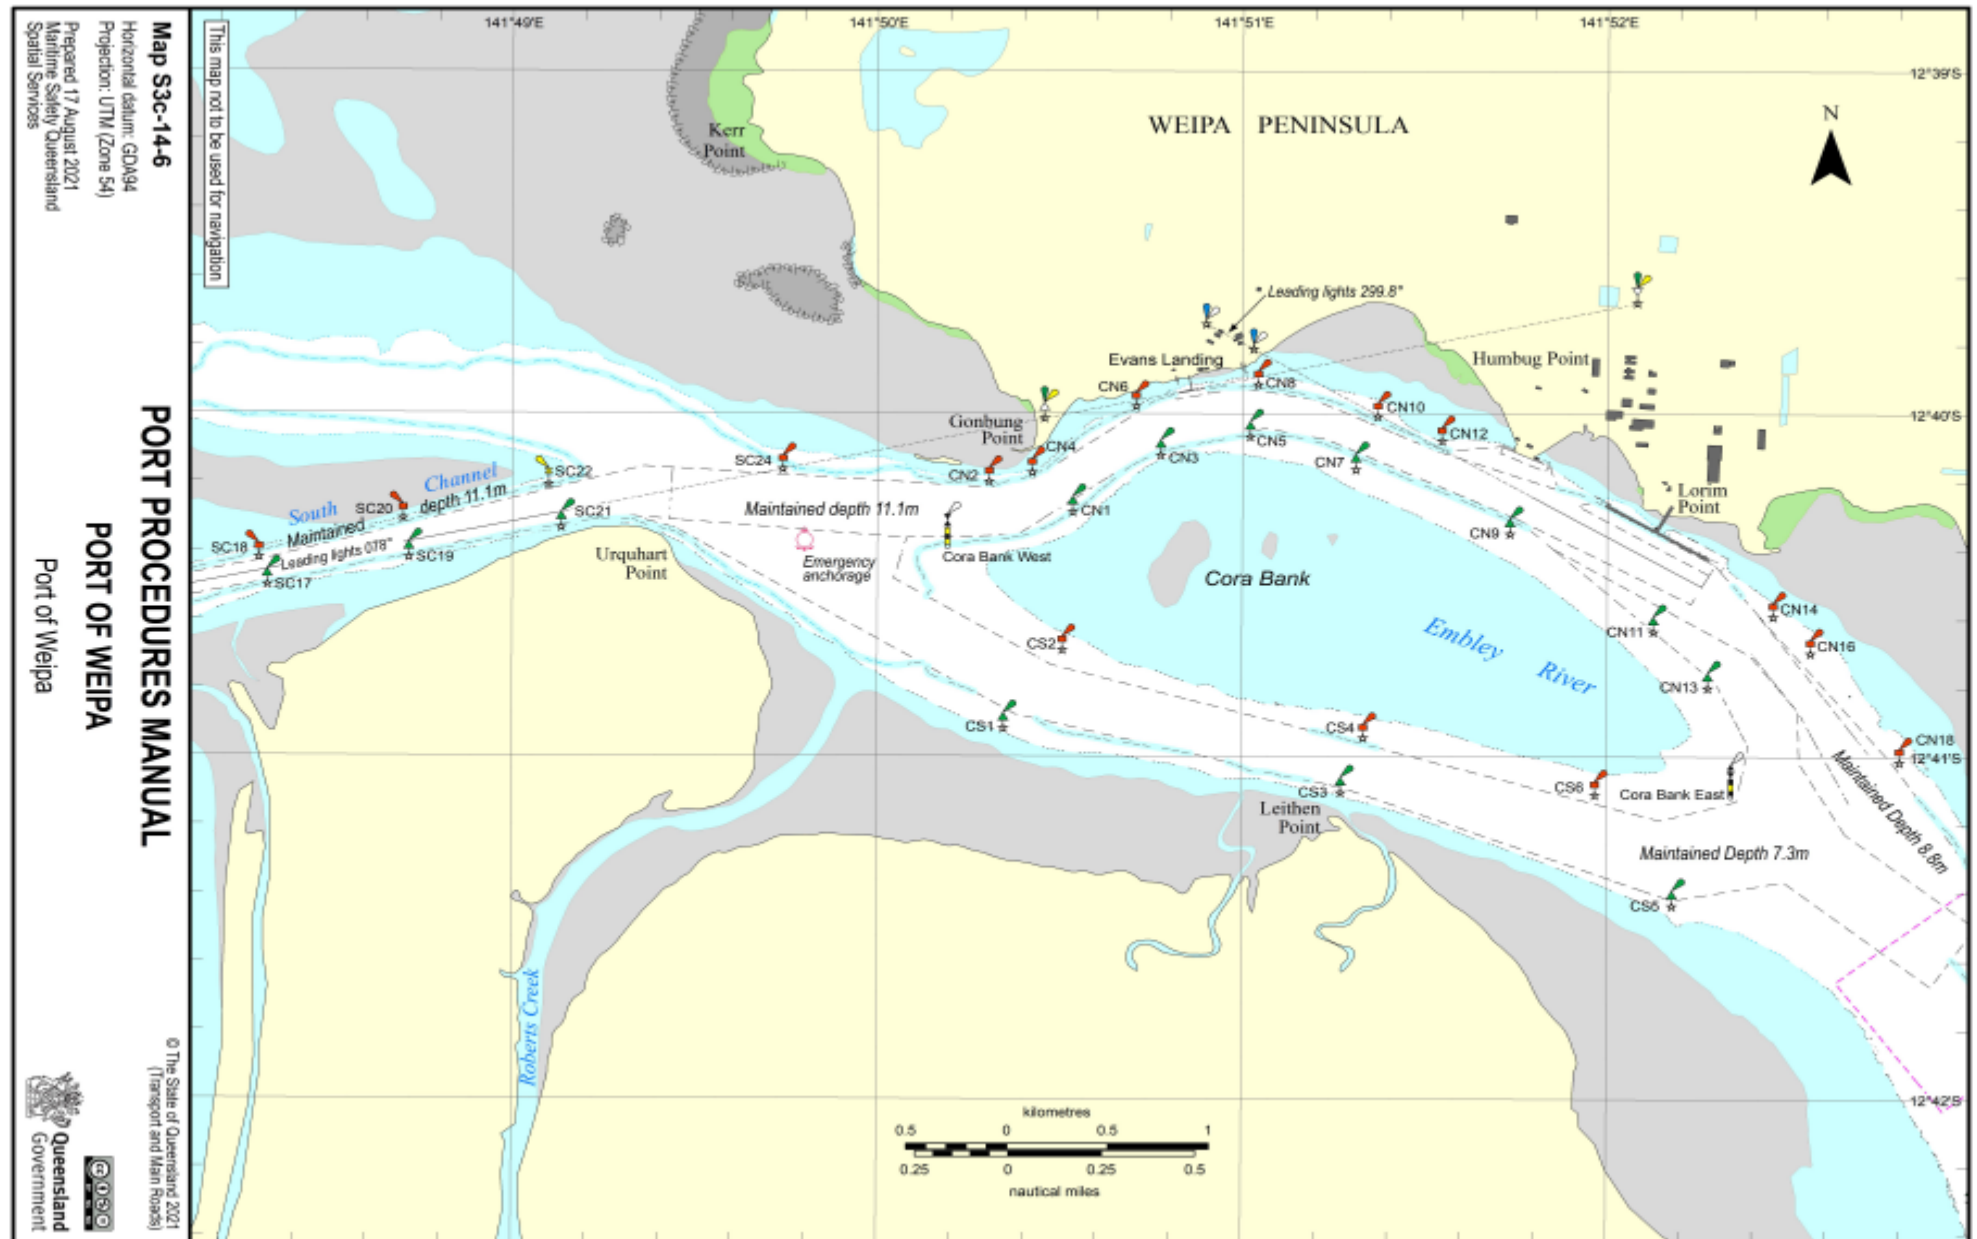 Map S3c-14-6
Horizontal datum: GDA94
Projection: UTM (Zone 54)
Prepared 17 August 2021
Maritime Safety Queensland
Spatial Services
This map not to be used for navigation
PORT PROCEDURES MANUAL
PORT OF WEIPA
Port of Weipa
© The State of Queensland 2021
(Transport and Main Roads)
Queensland
Government
141°49'E
141°50'E
141°51'E
141°52'E
12°39'S
N
WEIPA PENINSULA
Kerr
Point
Leading lights 299.8°
Evans Landing
Humbug Point
CN6
CN8
CN10
12°40'S
Gonbung
Point
CN4
CN12
CN5
CN3
CN7
SC24
CN2
SC22
South Channel
Maintained depth 11.1m
SC20
SC21
Maintained depth 11.1m
CN1
Lorim
Point
CN9
SC18
Leading lights 078°
SC19
SC17
Urquhart
Point
Emergency
anchorage
Cora Bank West
Cora Bank
CN14
CN11
CS2
Embley River
CN16
CN13
CS1
CS4
CN18
12°41'S
CS3
CS6
Cora Bank East
Maintained Depth 8.8m
Leithen
Point
Maintained Depth 7.3m
CS5
Roberts Creek
12°42'S
kilometres
0.5 0 0.5 1
0.25 0 0.25 0.5
nautical miles